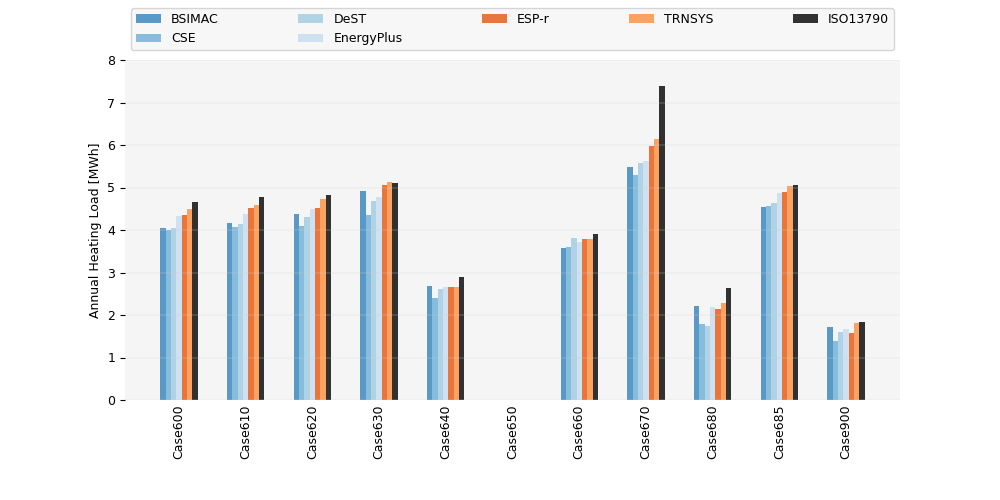 BSIMAC DeST ESP-r TRNSYS ISO13790
CSE EnergyPlus
8
7
6
5
4
3
2
1
0
Annual Heating Load [MWh]
Case600 Case610 Case620 Case630 Case640 Case650 Case660 Case670 Case680 Case685 Case900